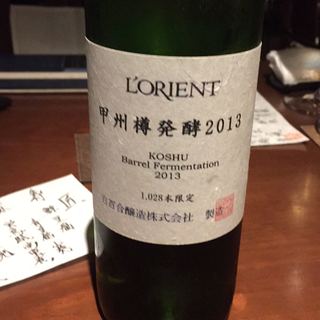 L'ORIENT
甲州樽発酵2013
KOSHU
Barrel Fermentation
2013
1,028本限定
白百合醸造株式会社 製造